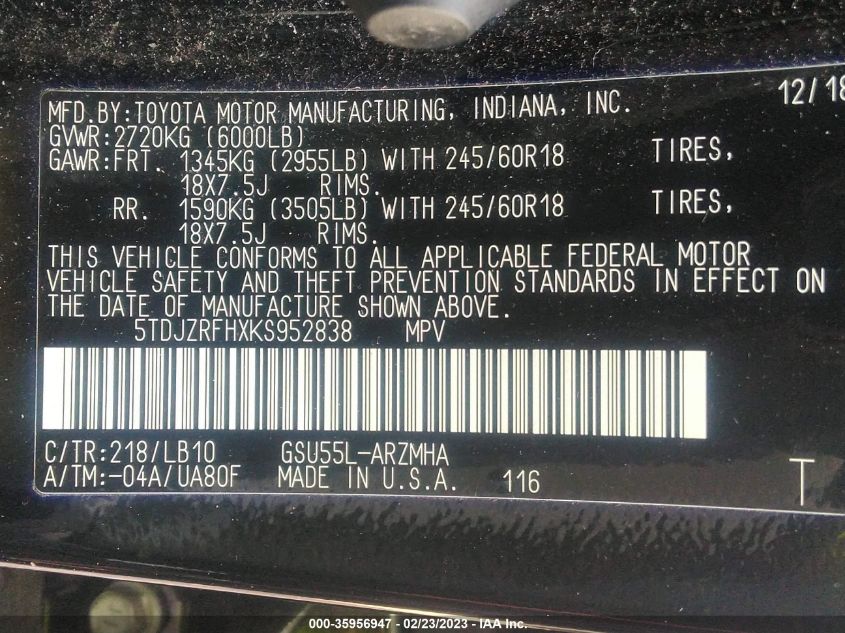 12/18
MFD.BY:TOYOTA MOTOR MANUFACTURING, INDIANA, INC.
GVWR:2720KG (6000LB)
GAWR:FRT. 1345KG (2955LB) WITH 245/60R18 TIRES,
18X7.5J RIMS.
RR. 1590KG (3505LB) WITH 245/60R18 TIRES,
18X7.5J RIMS.
THIS VEHICLE CONFORMS TO ALL APPLICABLE FEDERAL MOTOR
VEHICLE SAFETY AND THEFT PREVENTION STANDARDS IN EFFECT ON
THE DATE OF MANUFACTURE SHOWN ABOVE.
5TDJZRFHXKS952838 MPV
C/TR:218/LB10 GSU55L-ARZMHA
A/TM:-04A/UA80F MADE IN U.S.A. 116 T
000-35956947 - 02/23/2023 - IAA Inc.